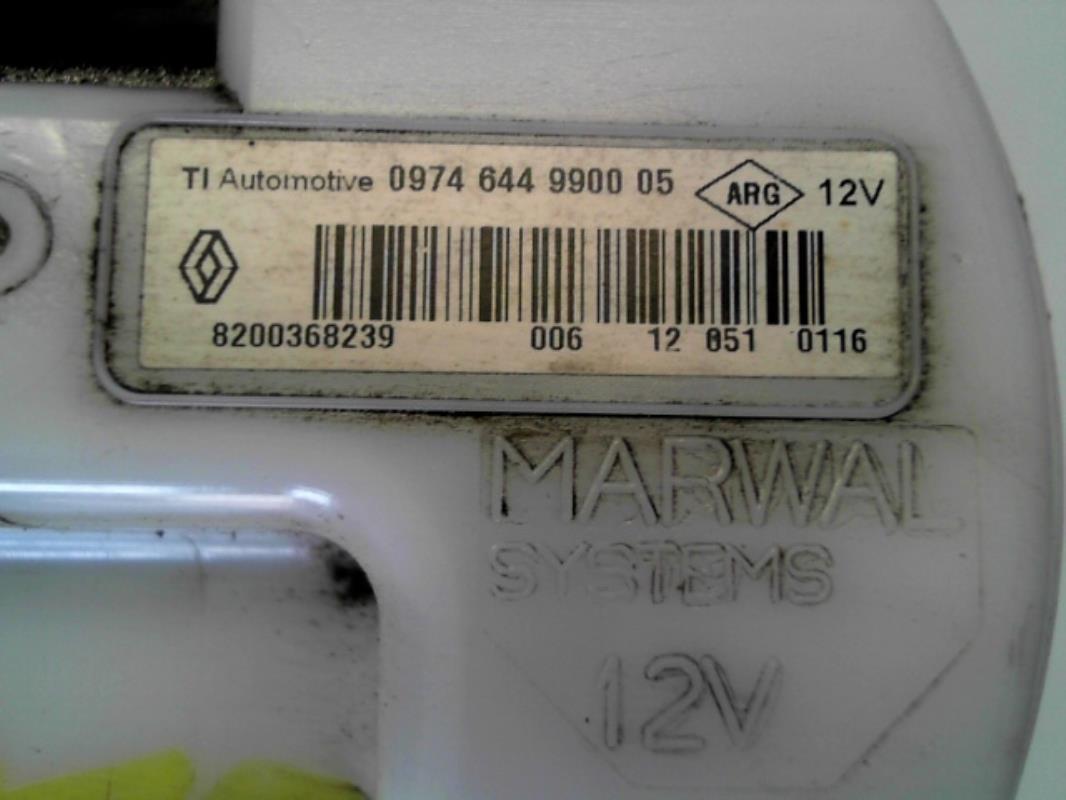 TI Automotive 0974 644 9900 05 ARG 12V
8200368239 006 12 051 0116
MARWAL
SYSTEMS
12V